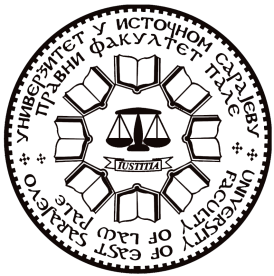 УНИВЕРЗИТЕТ У ИСТОЧНОМ САРАЈЕВУ
ПРАВНИ ФАКУЛТЕТ ПАЛЕ
IUSTITIA
UNIVERSITY OF EAST SARAJEVO
FACULTY OF LAW PALE